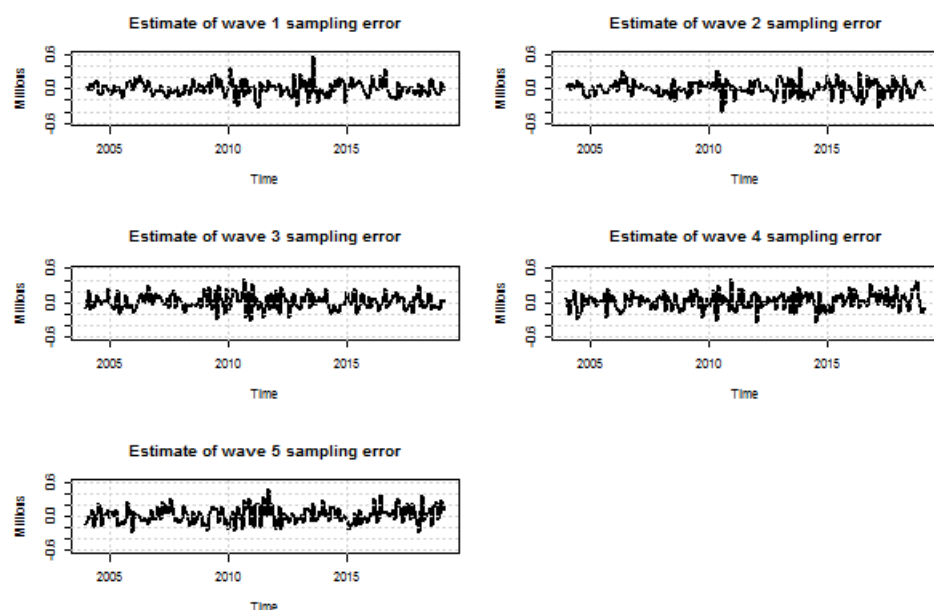 Estimate of wave 1 sampling error
Millions
0.6
0.0
-0.6
2005 2010 2015
Time
Estimate of wave 2 sampling error
Millions
0.6
0.0
-0.6
2005 2010 2015
Time
Estimate of wave 3 sampling error
Millions
0.6
0.0
-0.6
2005 2010 2015
Time
Estimate of wave 4 sampling error
Millions
0.6
0.0
-0.6
2005 2010 2015
Time
Estimate of wave 5 sampling error
Millions
0.6
0.0
-0.6
2005 2010 2015
Time